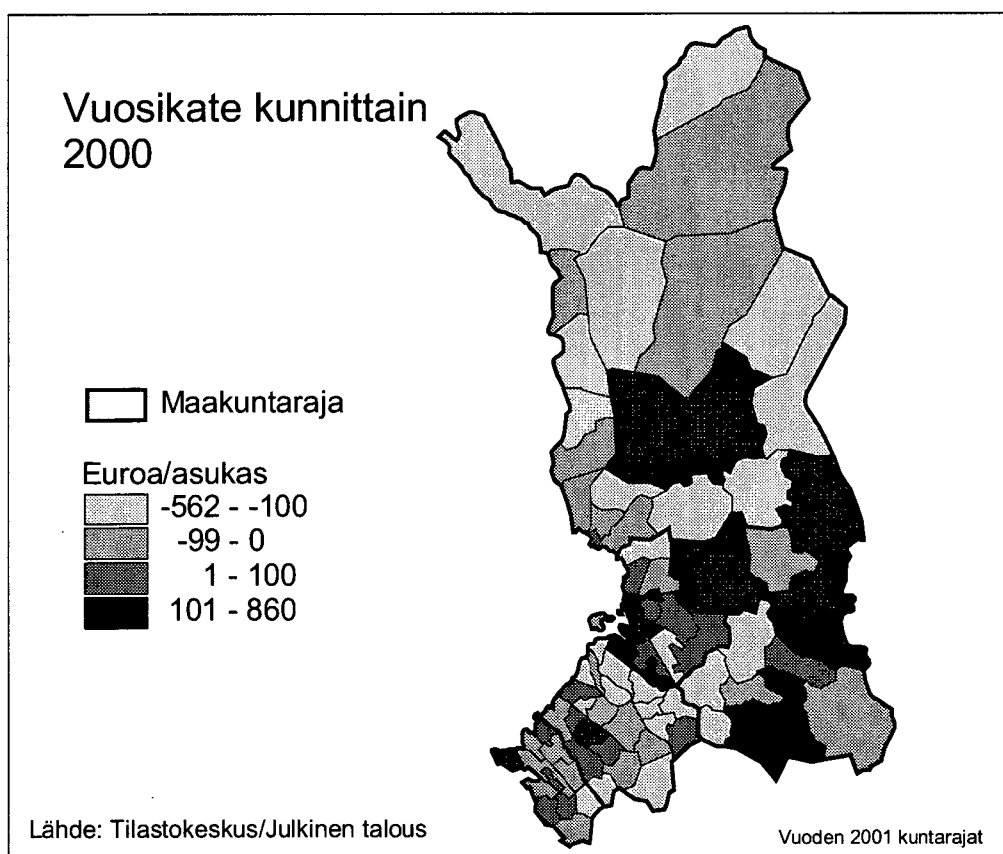 Vuosikate kunnittain
2000
Maakuntaraja
Euroa/asukas
-562 - -100
-99 - 0
1 - 100
101 - 860
Lähde: Tilastokeskus/Julkinen talous
Vuoden 2001 kuntarajat